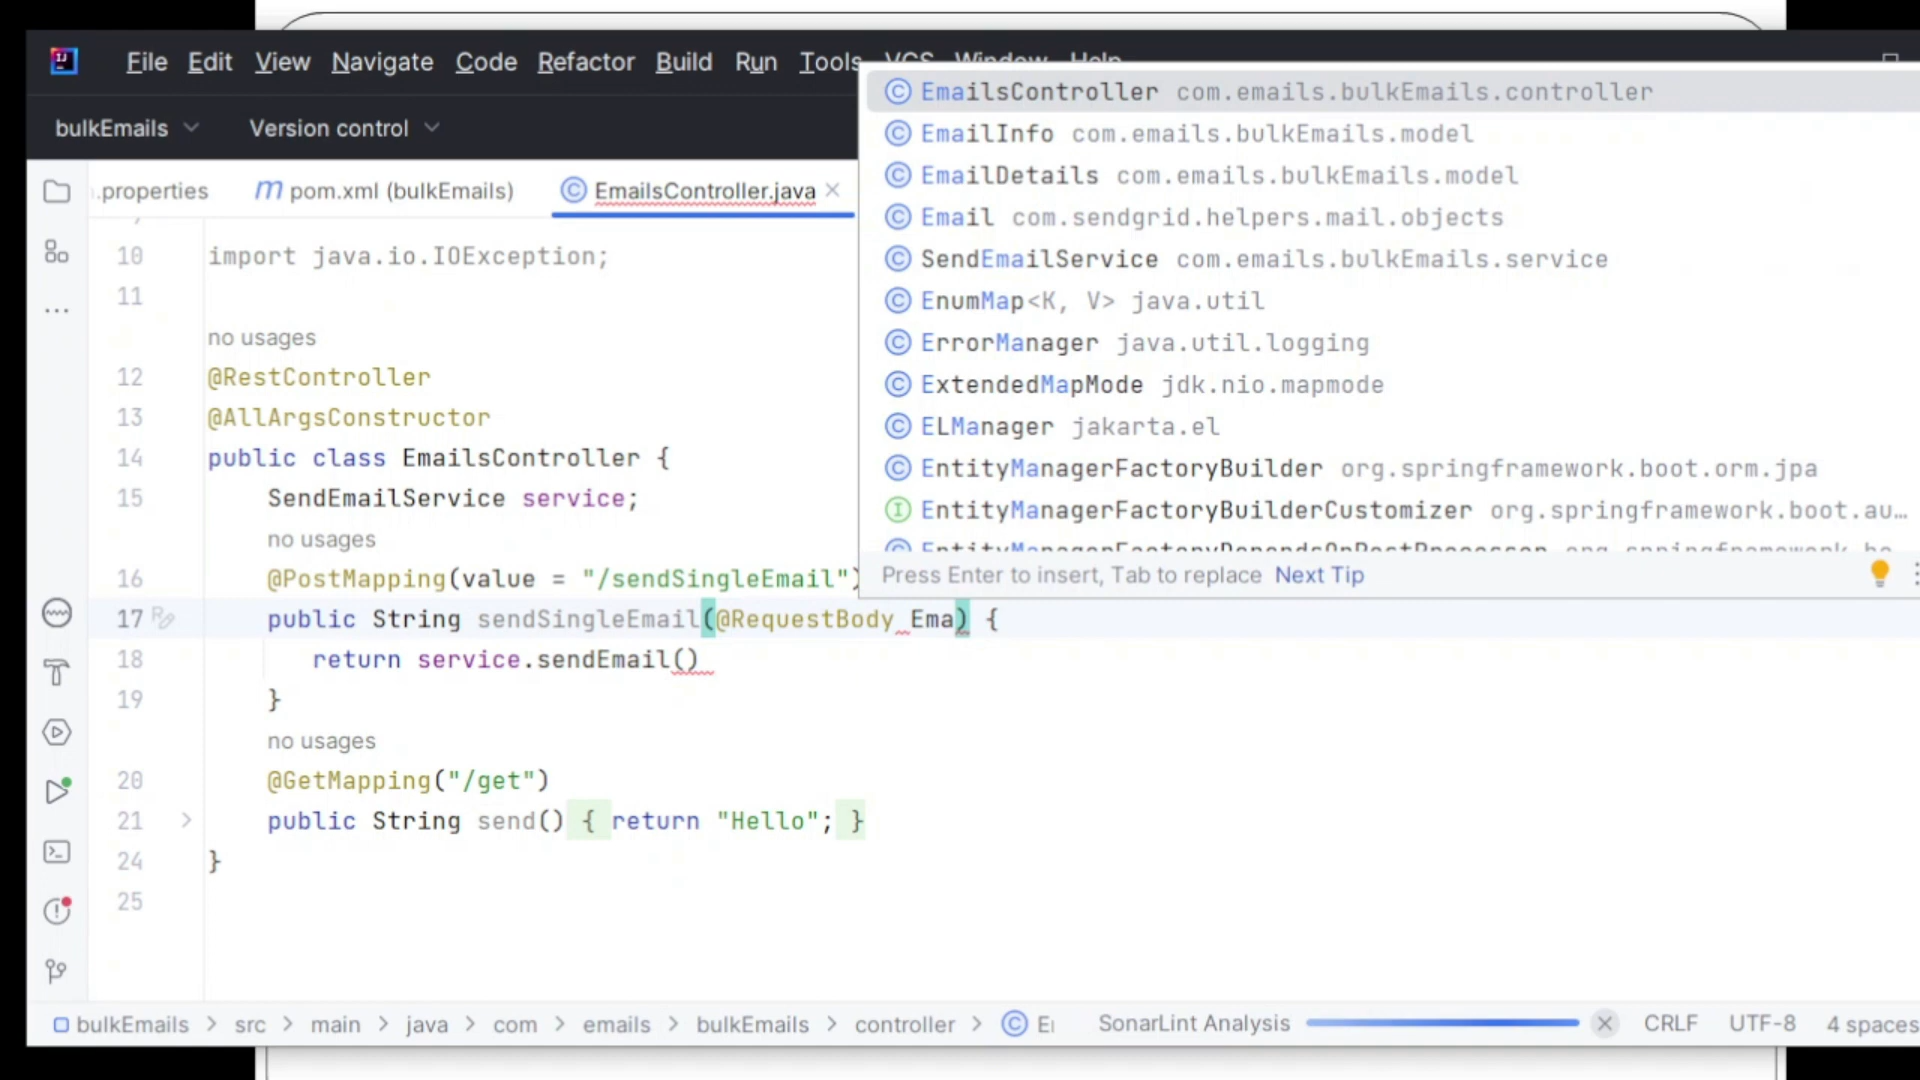 File Edit View Navigate Code Refactor Build Run Tools VCS Window Help
bulkEmails Version control
.properties
pom.xml (bulkEmails)
EmailsController.java
EmailsController com.emails.bulkEmails.controller
EmailInfo com.emails.bulkEmails.model
EmailDetails com.emails.bulkEmails.model
Email com.sendgrid.helpers.mail.objects
SendEmailService com.emails.bulkEmails.service
EnumMap<K, V> java.util
ErrorManager java.util.logging
ExtendedMapMode jdk.nio.mapmode
ELManager jakarta.el
EntityManagerFactoryBuilder org.springframework.boot.orm.jpa
EntityManagerFactoryBuilderCustomizer org.springframework.boot.au…
EntityManagerFactoryDependsOnPostProcessor org.springframework.bo
Press Enter to insert, Tab to replace Next Tip
10 import java.io.IOException;
11
no usages
12 @RestController
13 @AllArgsConstructor
14 public class EmailsController {
15 SendEmailService service;
no usages
16 @PostMapping(value = "/sendSingleEmail")
17 public String sendSingleEmail(@RequestBody Ema) {
18 return service.sendEmail()
19 }
no usages
20 @GetMapping("/get")
21 public String send() { return "Hello"; }
24 }
25
bulkEmails > src > main > java > com > emails > bulkEmails > controller >
SonarLint Analysis
CRLF UTF-8 4 spaces